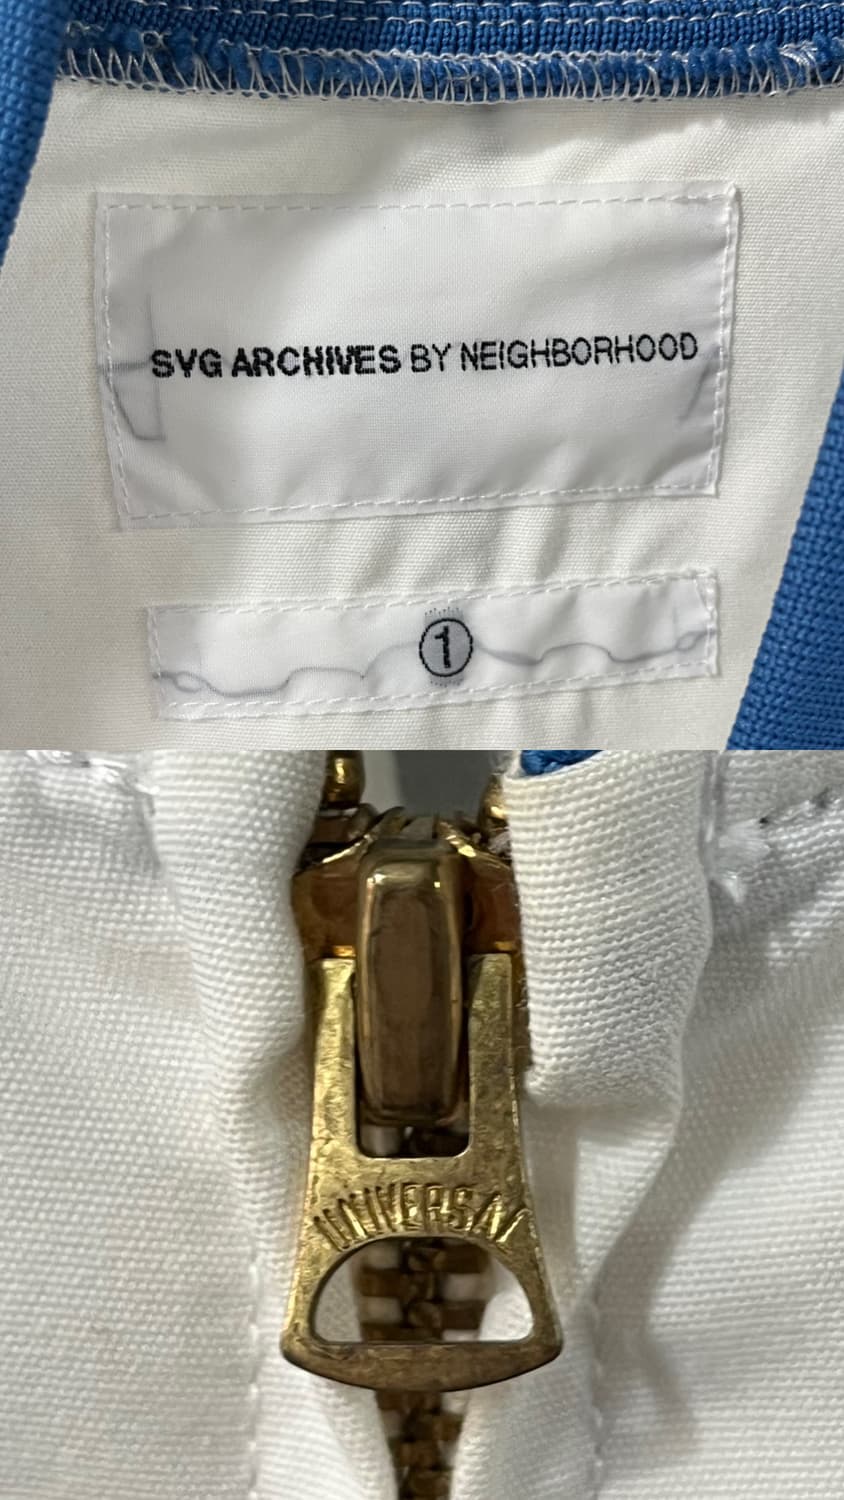 SVG ARCHIVES BY NEIGHBORHOOD
①
UNIVERSAL